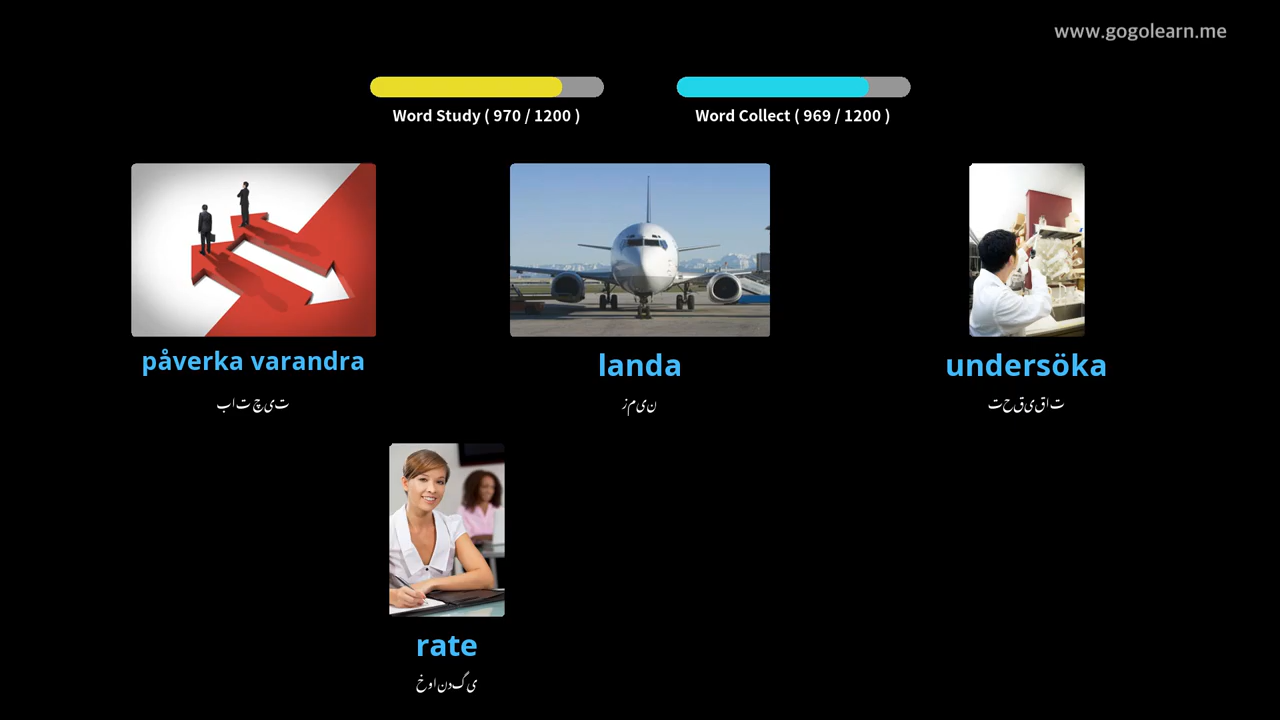 www.gogolearn.me
Word Study ( 970 / 1200 )
Word Collect ( 969 / 1200 )
påverka varandra
landa
undersöka
بات چیت
زمین
تحقیقات
rate
خواندگی